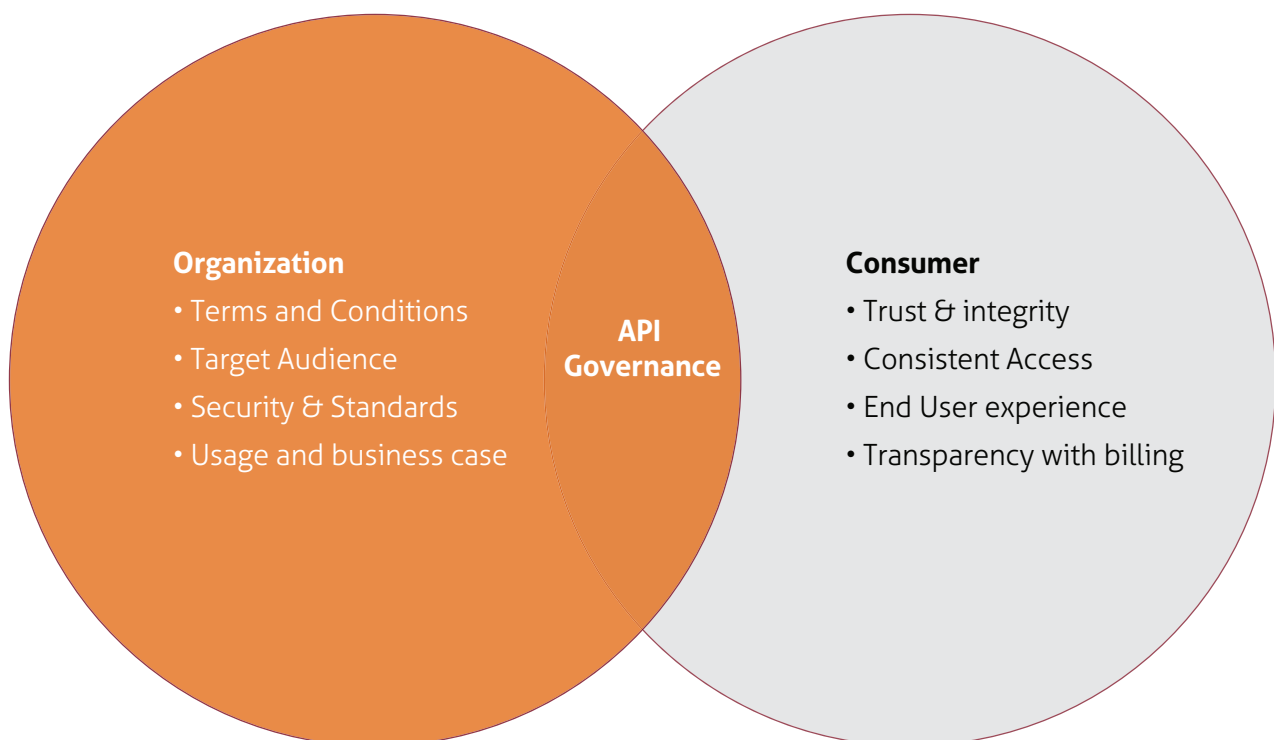 Organization
• Terms and Conditions
• Target Audience
• Security & Standards
• Usage and business case
API
Governance
Consumer
• Trust & integrity
• Consistent Access
• End User experience
• Transparency with billing